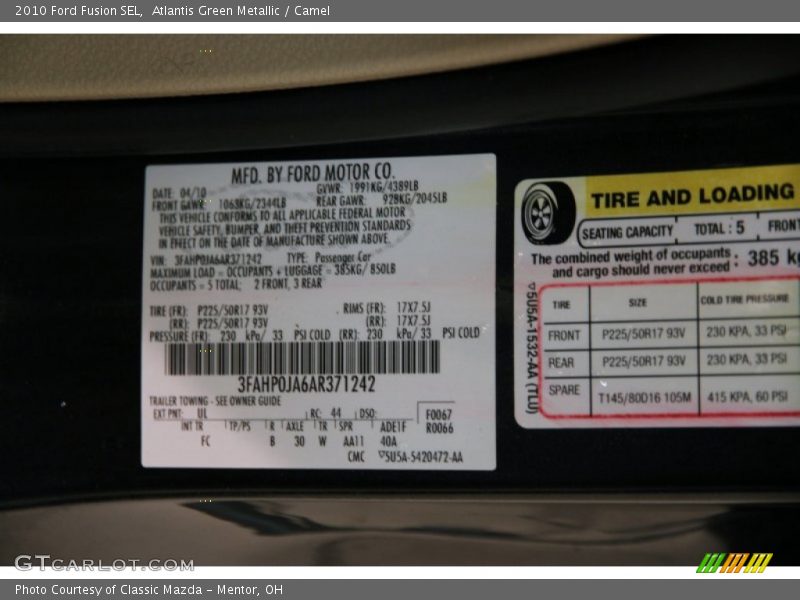 2010 Ford Fusion SEL,  Atlantis Green Metallic / Camel
MFD. BY FORD MOTOR CO.
DATE: 04/10
GVWR: 1991KG/4389LB
FRONT GAWR: 1063KG/2344LB
REAR GAWR: 928KG/2045LB
THIS VEHICLE CONFORMS TO ALL APPLICABLE FEDERAL MOTOR
VEHICLE SAFETY, BUMPER, AND THEFT PREVENTION STANDARDS
IN EFFECT ON THE DATE OF MANUFACTURE SHOWN ABOVE.
VIN: 3FAHP0JA6AR371242 TYPE: Passenger Car
MAXIMUM LOAD = OCCUPANTS + LUGGAGE = 385KG/ 850LB
OCCUPANTS = 5 TOTAL; 2 FRONT, 3 REAR
TIRE (FR): P225/50R17 93V RIMS (FR): 17X7.5J
(RR): P225/50R17 93V (RR): 17X7.5J
PRESSURE (FR): 230 kPa/ 33 PSI COLD (RR): 230 kPa/ 33 PSI COLD
3FAHP0JA6AR371242
TRAILER TOWING - SEE OWNER GUIDE
EXT PNT: UL RC: 44 DSO: F0067
INT TR TP/PS R AXLE TR SPR ADE1F R0066
FC B 30 W AA11 40A
CMC ▽5U5A-5420472-AA
TIRE AND LOADING
SEATING CAPACITY TOTAL : 5 FRONT
The combined weight of occupants
and cargo should never exceed : 385 kg
TIRE SIZE COLD TIRE PRESSURE
FRONT P225/50R17 93V 230 KPA, 33 PSI
REAR P225/50R17 93V 230 KPA, 33 PSI
SPARE T145/80D16 105M 415 KPA, 60 PSI
▽5U5A-1532-AA (TLU)
GTCARLOT.COM
Photo Courtesy of Classic Mazda - Mentor, OH